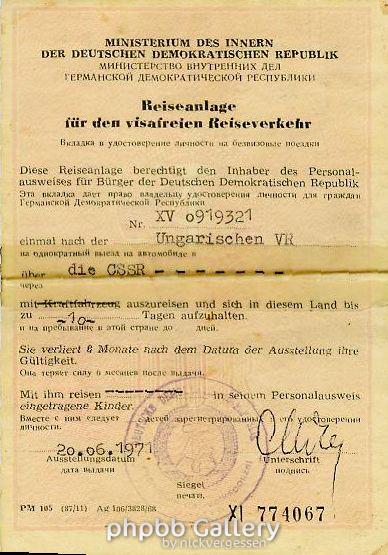 MINISTERIUM DES INNERN
DER DEUTSCHEN DEMOKRATISCHEN REPUBLIK
МИНИСТЕРСТВО ВНУТРЕННИХ ДЕЛ
ГЕРМАНСКОЙ ДЕМОКРАТИЧЕСКОЙ РЕСПУБЛИКИ
Reiseanlage
für den visafreien Reiseverkehr
Вкладка в удостоверение личности на безвизовые поездки
Diese Reiseanlage berechtigt den Inhaber des Personal-
ausweises für Bürger der Deutschen Demokratischen Republik
Эта вкладка дает право владельцу удостоверения личности для граждан
Германской Демократической Республики
Nr. XV 0919321
einmal nach der Ungarischen VR
на однократный выезд на автомобиле в
über die CSSR - - - - - - -
через
mit Kraftfahrzeug auszureisen und sich in diesem Land bis
zu -10- Tagen aufzuhalten.
и на пребывание в этой стране до дней.
Sie verliert 6 Monate nach dem Datum der Ausstellung ihre
Gültigkeit.
Она теряет силу 6 месяцев после выдачи.
Mit ihm reisen - - - - - - - in seinem Personalausweis
eingetragene Kinder.
Вместе с ним следует детей зарегистрированных в его удостоверении
личности.
20.06.1971
Ausstellungsdatum Unterschrift
дата выдачи подпись
Siegel
печать
PM 105 (87/11) Ag 106/3828/68 XI 774067
phpbb Gallery
by nickvergessen